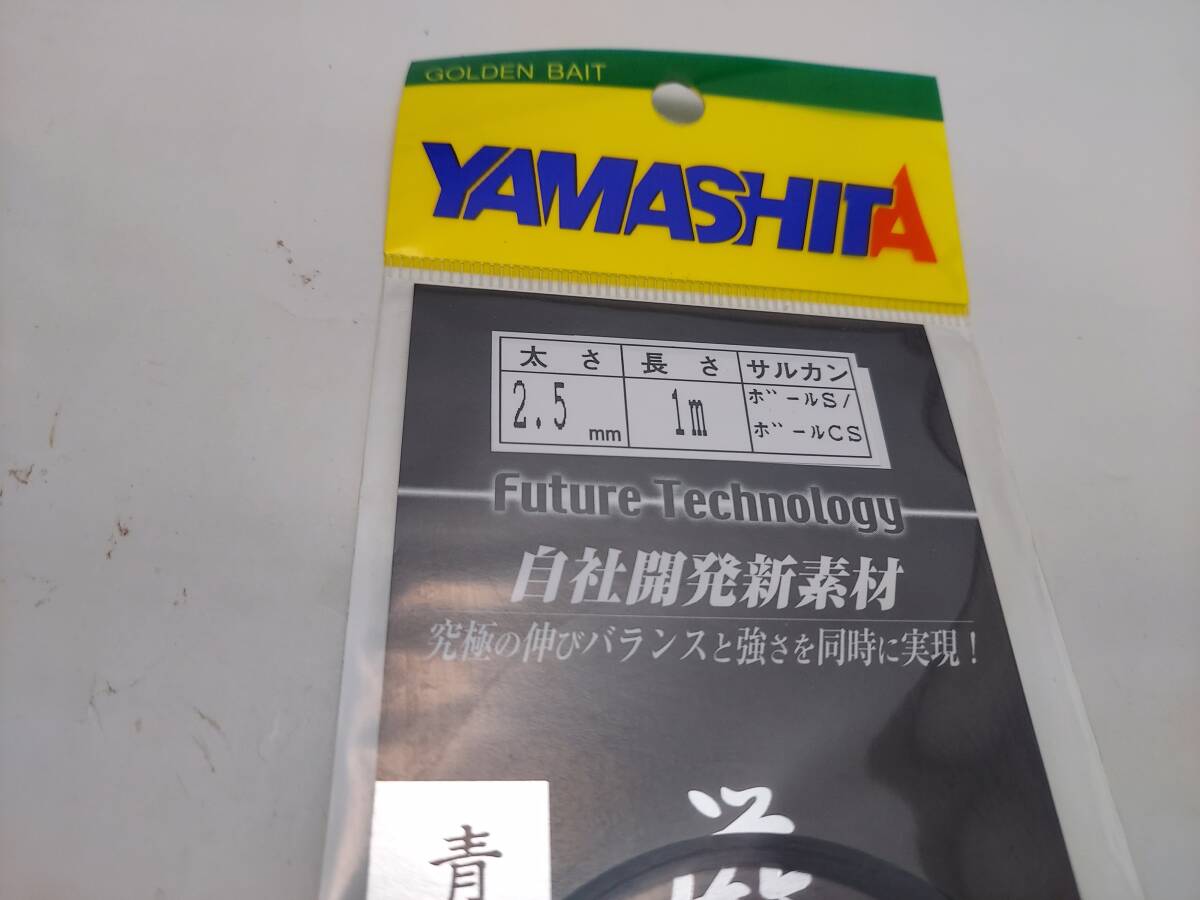 GOLDEN BAIT
YAMASHITA
太さ 長さ サルカン
2.5mm 1m ボールS/
ボールCS
Future Technology
自社開発新素材
究極の伸びバランスと強さを同時に実現!
青